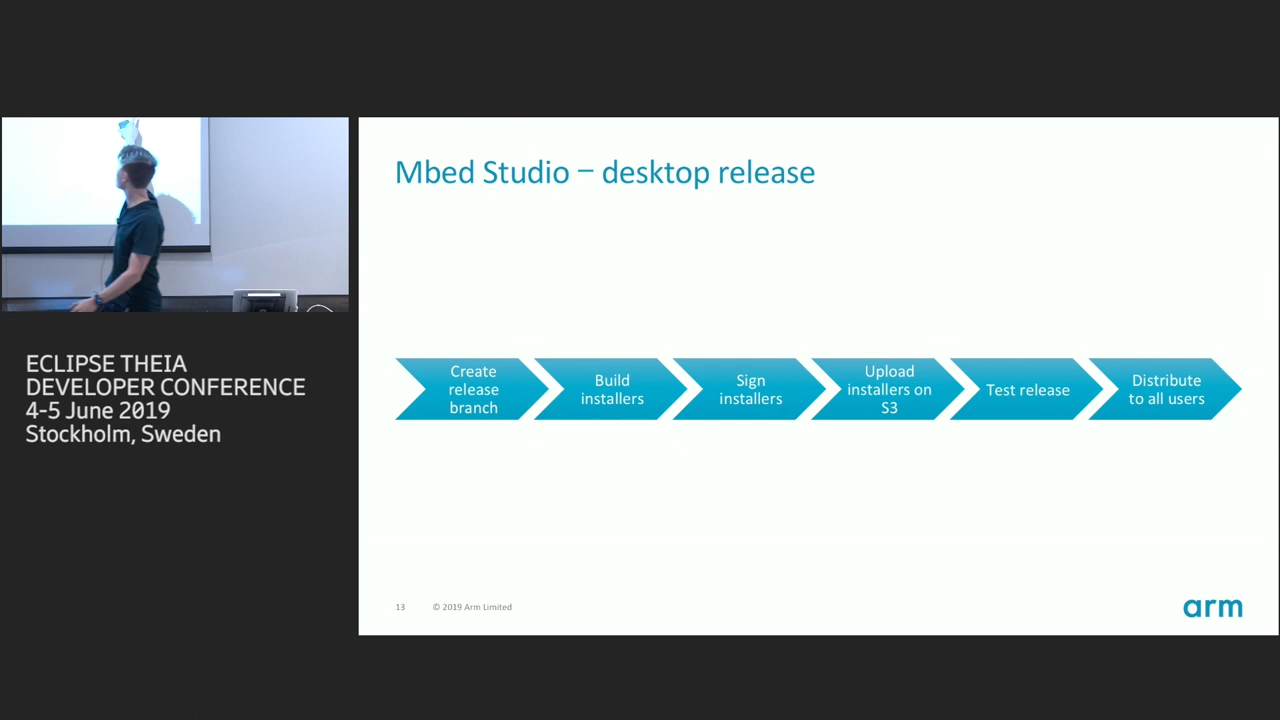 ECLIPSE THEIA
DEVELOPER CONFERENCE
4-5 June 2019
Stockholm, Sweden
Mbed Studio – desktop release
Create
release
branch
Build
installers
Sign
installers
Upload
installers on
S3
Test release
Distribute
to all users
13
© 2019 Arm Limited
arm